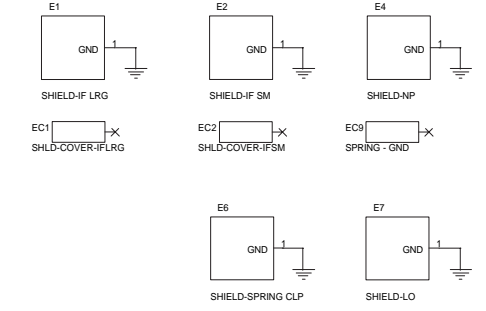 E1
E2
E4
GND 1
GND 1
GND 1
SHIELD-IF LRG
SHIELD-IF SM
SHIELD-NP
EC1
EC2
EC9
SHLD-COVER-IFLRG
SHLD-COVER-IFSM
SPRING - GND
E6
E7
GND 1
GND 1
SHIELD-SPRING CLP
SHIELD-LO